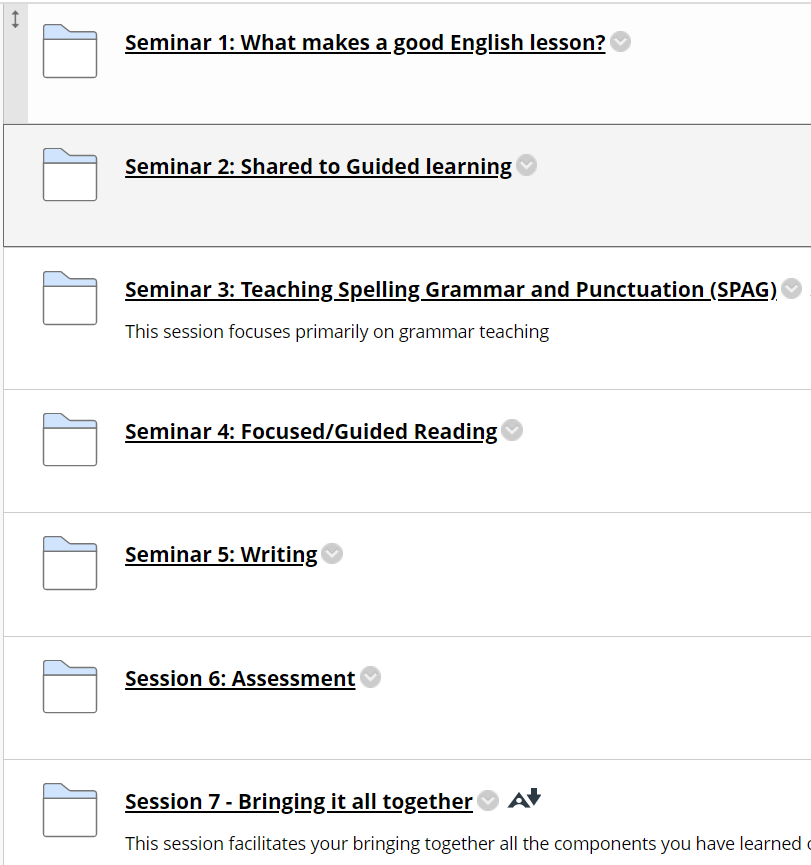 Seminar 1: What makes a good English lesson?
Seminar 2: Shared to Guided learning
Seminar 3: Teaching Spelling Grammar and Punctuation (SPAG)
This session focuses primarily on grammar teaching
Seminar 4: Focused/Guided Reading
Seminar 5: Writing
Session 6: Assessment
Session 7 - Bringing it all together
This session facilitates your bringing together all the components you have learned